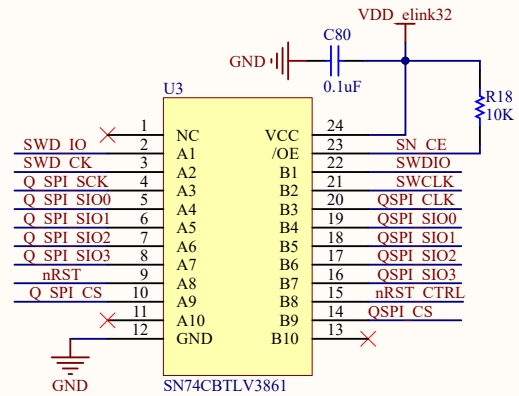 VDD_elink32
C80
GND
0.1uF
R18
10K
U3
1 NC VCC 24
SWD_IO 2 A1 /OE 23 SN_CE
SWD_CK 3 A2 B1 22 SWDIO
Q_SPI_SCK 4 A3 B2 21 SWCLK
Q_SPI_SIO0 5 A4 B3 20 QSPI_CLK
Q_SPI_SIO1 6 A5 B4 19 QSPI_SIO0
Q_SPI_SIO2 7 A6 B5 18 QSPI_SIO1
Q_SPI_SIO3 8 A7 B6 17 QSPI_SIO2
nRST 9 A8 B7 16 QSPI_SIO3
Q_SPI_CS 10 A9 B8 15 nRST_CTRL
11 A10 B9 14 QSPI_CS
12 GND B10 13
GND
SN74CBTLV3861